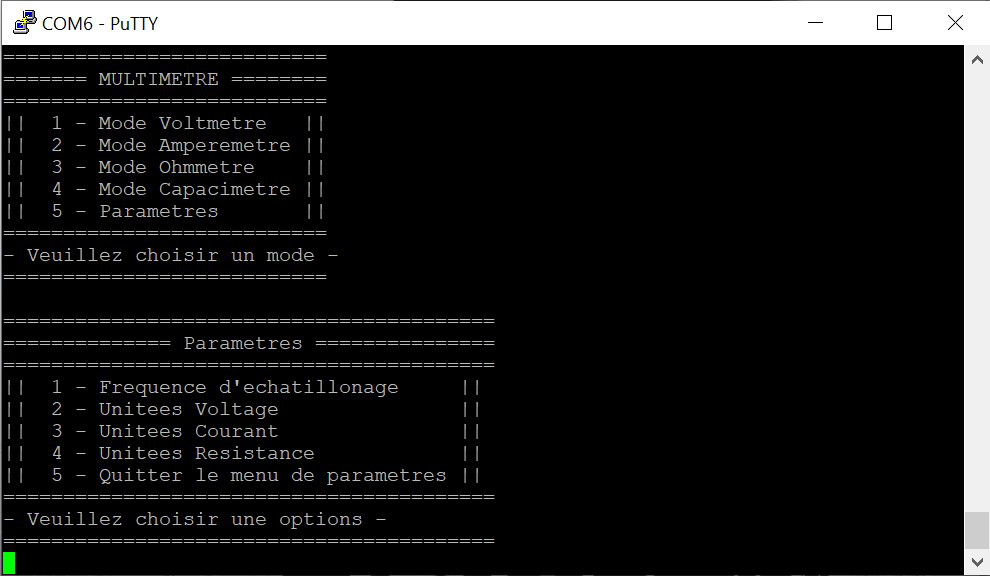 COM6 - PuTTY
===========================
======= MULTIMETRE ========
===========================
||  1 - Mode Voltmetre   ||
||  2 - Mode Amperemetre ||
||  3 - Mode Ohmmetre    ||
||  4 - Mode Capacimetre ||
||  5 - Parametres       ||
===========================
- Veuillez choisir un mode -
===========================
=========================================
============== Parametres ===============
=========================================
||  1 - Frequence d'echatillonage     ||
||  2 - Unitees Voltage               ||
||  3 - Unitees Courant               ||
||  4 - Unitees Resistance            ||
||  5 - Quitter le menu de parametres ||
=========================================
- Veuillez choisir une options -
=========================================